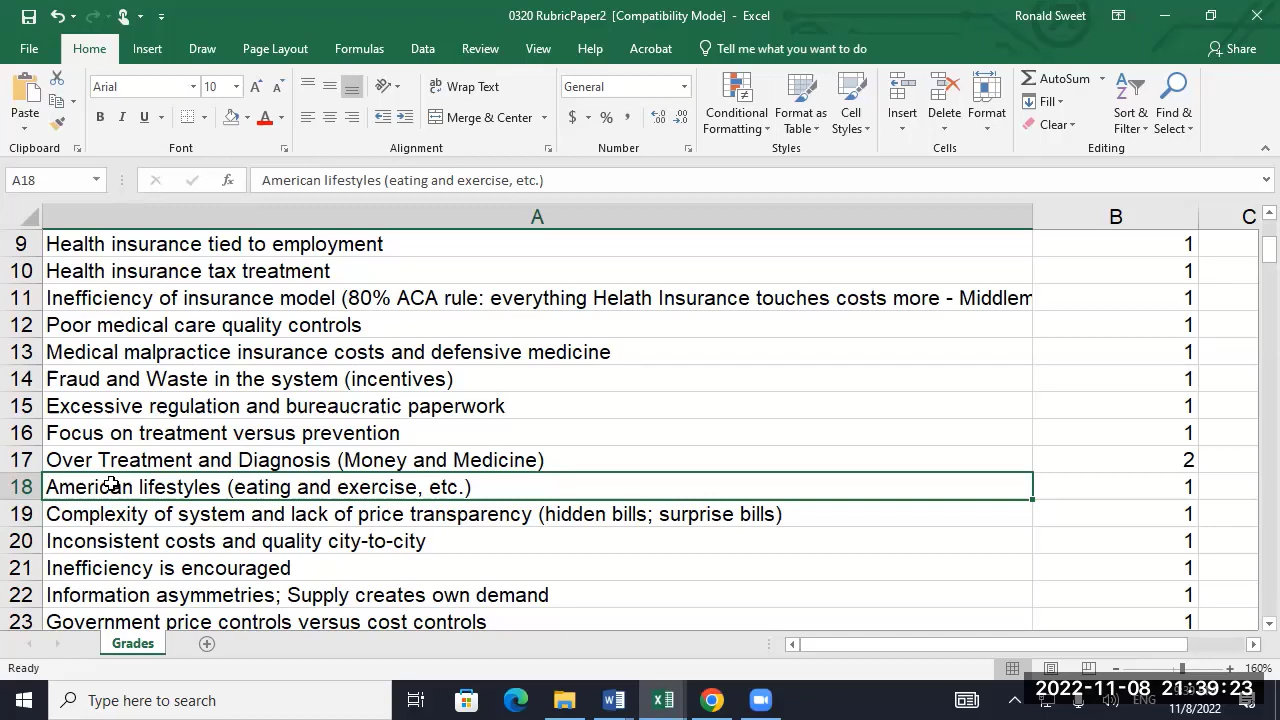 0320 RubricPaper2 [Compatibility Mode] - Excel
Ronald Sweet
File Home Insert Draw Page Layout Formulas Data Review View Help Acrobat Tell me what you want to do Share
Arial 10 Wrap Text General AutoSum
Paste Conditional Formatting Format as Table Cell Styles Insert Delete Format Fill Sort & Filter Find & Select
B I U A Merge & Center $ % , Clear
Clipboard Font Alignment Number Styles Cells Editing
A18 fx American lifestyles (eating and exercise, etc.)
A B C
9 Health insurance tied to employment 1
10 Health insurance tax treatment 1
11 Inefficiency of insurance model (80% ACA rule: everything Helath Insurance touches costs more - Middlem 1
12 Poor medical care quality controls 1
13 Medical malpractice insurance costs and defensive medicine 1
14 Fraud and Waste in the system (incentives) 1
15 Excessive regulation and bureaucratic paperwork 1
16 Focus on treatment versus prevention 1
17 Over Treatment and Diagnosis (Money and Medicine) 2
18 American lifestyles (eating and exercise, etc.) 1
19 Complexity of system and lack of price transparency (hidden bills; surprise bills) 1
20 Inconsistent costs and quality city-to-city 1
21 Inefficiency is encouraged 1
22 Information asymmetries; Supply creates own demand 1
23 Government price controls versus cost controls 1
Grades
Ready 160%
Type here to search
2022-11-08 21:39:23
ENG
11/8/2022